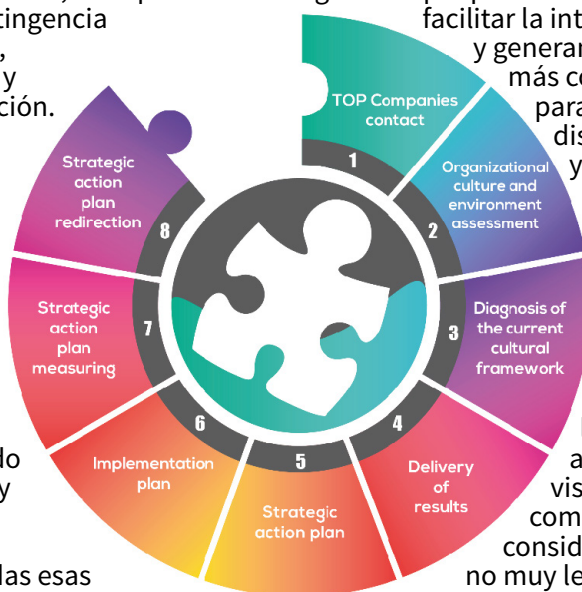 tingencia
y
ción.
facilitar la int
y generar
más co
para
dis
y
TOP Companies
contact
1
Organizational
culture and
environment
assessment
2
Diagnosis of
the current
cultural
framework
3
Delivery
of
results
4
Strategic
action plan
5
Implementation
plan
6
Strategic
action
plan
measuring
7
Strategic
action
plan
redirection
8
do
y
das esas
a
vis
com
consid
no muy le